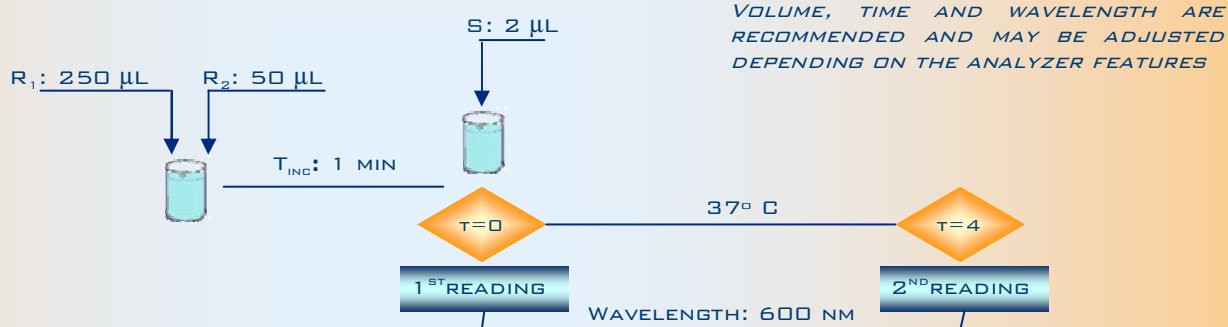 S: 2 µL
VOLUME, TIME AND WAVELENGTH ARE
RECOMMENDED AND MAY BE ADJUSTED
DEPENDING ON THE ANALYZER FEATURES
R₁: 250 µL
R₂: 50 µL
TINC: 1 MIN
37º C
T=0
T=4
1ST READING
2ND READING
WAVELENGTH: 600 NM